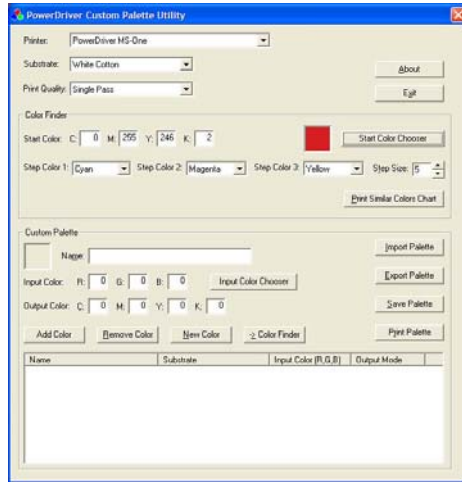 PowerDriver Custom Palette Utility
Printer: PowerDriver MS-One
Substrate: White Cotton
About
Print Quality: Single Pass
Exit
Color Finder
Start Color: C: 0 M: 255 Y: 246 K: 2 Start Color Chooser
Step Color 1: Cyan Step Color 2: Magenta Step Color 3: Yellow Step Size: 5
Print Similar Colors Chart
Custom Palette
Import Palette
Name:
Input Color: R: 0 G: 0 B: 0 Input Color Chooser
Export Palette
Output Color: C: 0 M: 0 Y: 0 K: 0
Save Palette
Add Color Remove Color New Color -> Color Finder
Print Palette
Name Substrate Input Color (R,G,B) Output Mode